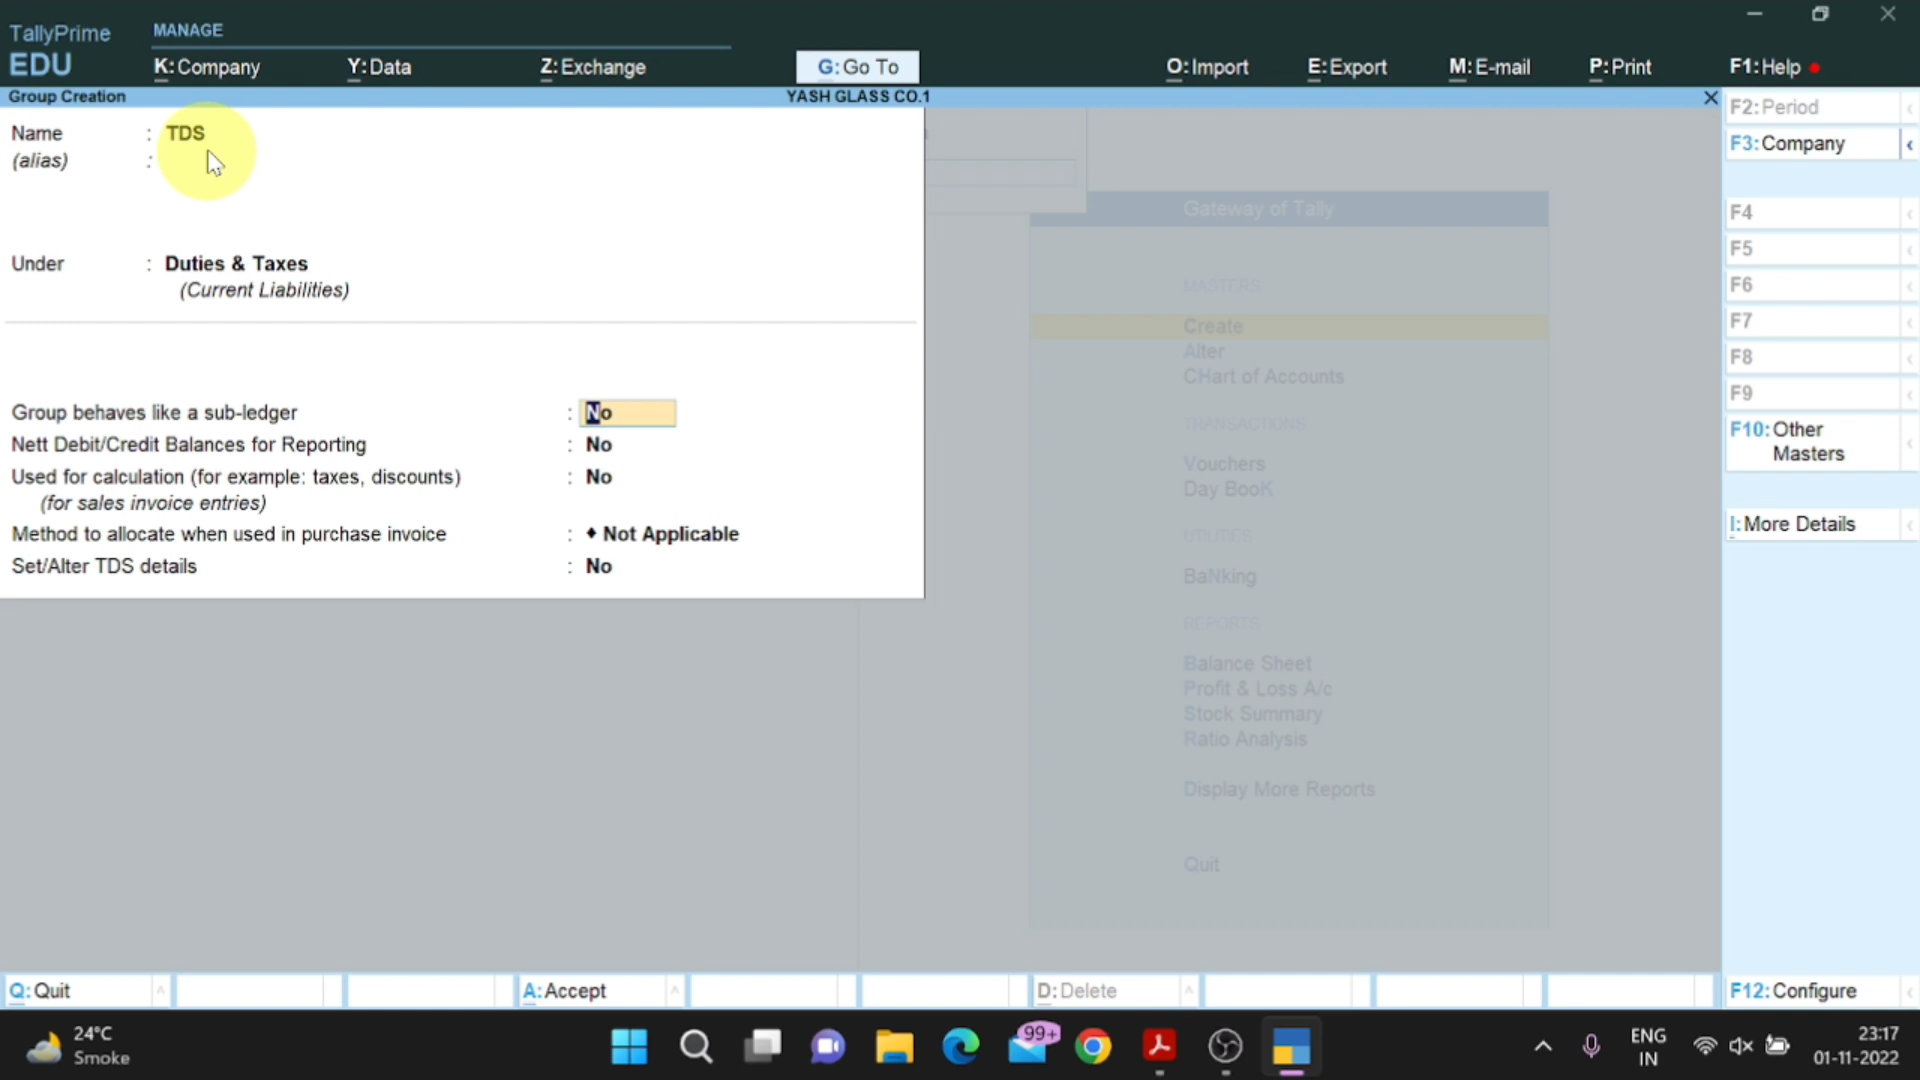 TallyPrime
EDU
MANAGE
K:Company
Y:Data
Z:Exchange
G:Go To
O:Import
E:Export
M:E-mail
P:Print
F1:Help
Group Creation
YASH GLASS CO.1
Name : TDS
(alias) :
Under : Duties & Taxes
(Current Liabilities)
Group behaves like a sub-ledger : No
Nett Debit/Credit Balances for Reporting : No
Used for calculation (for example: taxes, discounts) : No
(for sales invoice entries)
Method to allocate when used in purchase invoice : ♦ Not Applicable
Set/Alter TDS details : No
Gateway of Tally
MASTERS
Create
Alter
CHart of Accounts
TRANSACTIONS
Vouchers
Day BooK
UTILITIES
BaNking
REPORTS
Balance Sheet
Profit & Loss A/c
Stock Summary
Ratio Analysis
Display More Reports
Quit
F2:Period
F3:Company
F4
F5
F6
F7
F8
F9
F10:Other
Masters
I:More Details
Q:Quit
A:Accept
D:Delete
F12:Configure
24°C
Smoke
99+
ENG
IN
23:17
01-11-2022